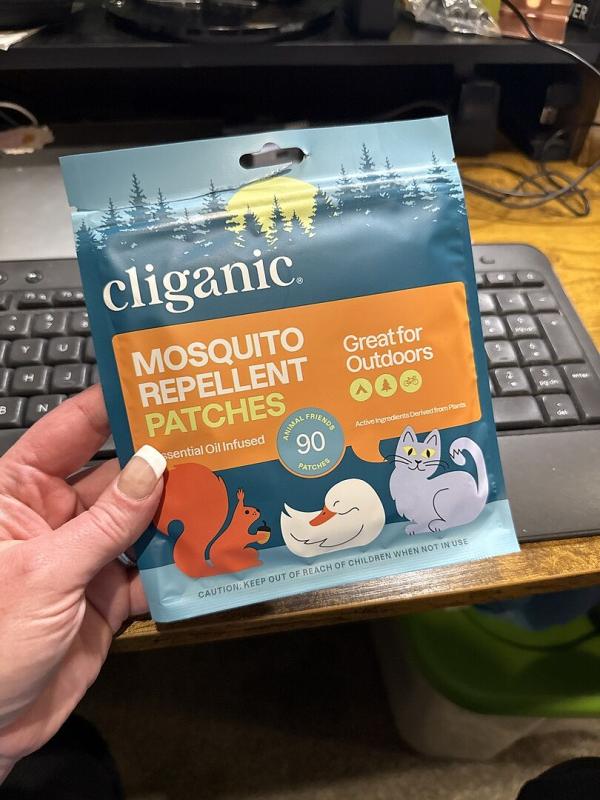 cliganic®
MOSQUITO
REPELLENT
PATCHES
ssential Oil Infused
Great for
Outdoors
Active Ingredients Derived from Plants
ANIMAL FRIENDS
90
PATCHES
CAUTION: KEEP OUT OF REACH OF CHILDREN WHEN NOT IN USE